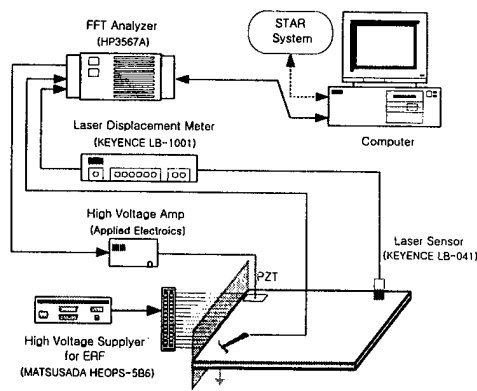 FFT Analyzer
(HP3567A)
STAR
System
Computer
Laser Displacement Meter
(KEYENCE LB-1001)
High Voltage Amp
(Applied Electroics)
Laser Sensor
(KEYENCE LB-041)
PZT
High Voltage Supplyer
for ERF
(MATSUSADA HEOPS-5B6)